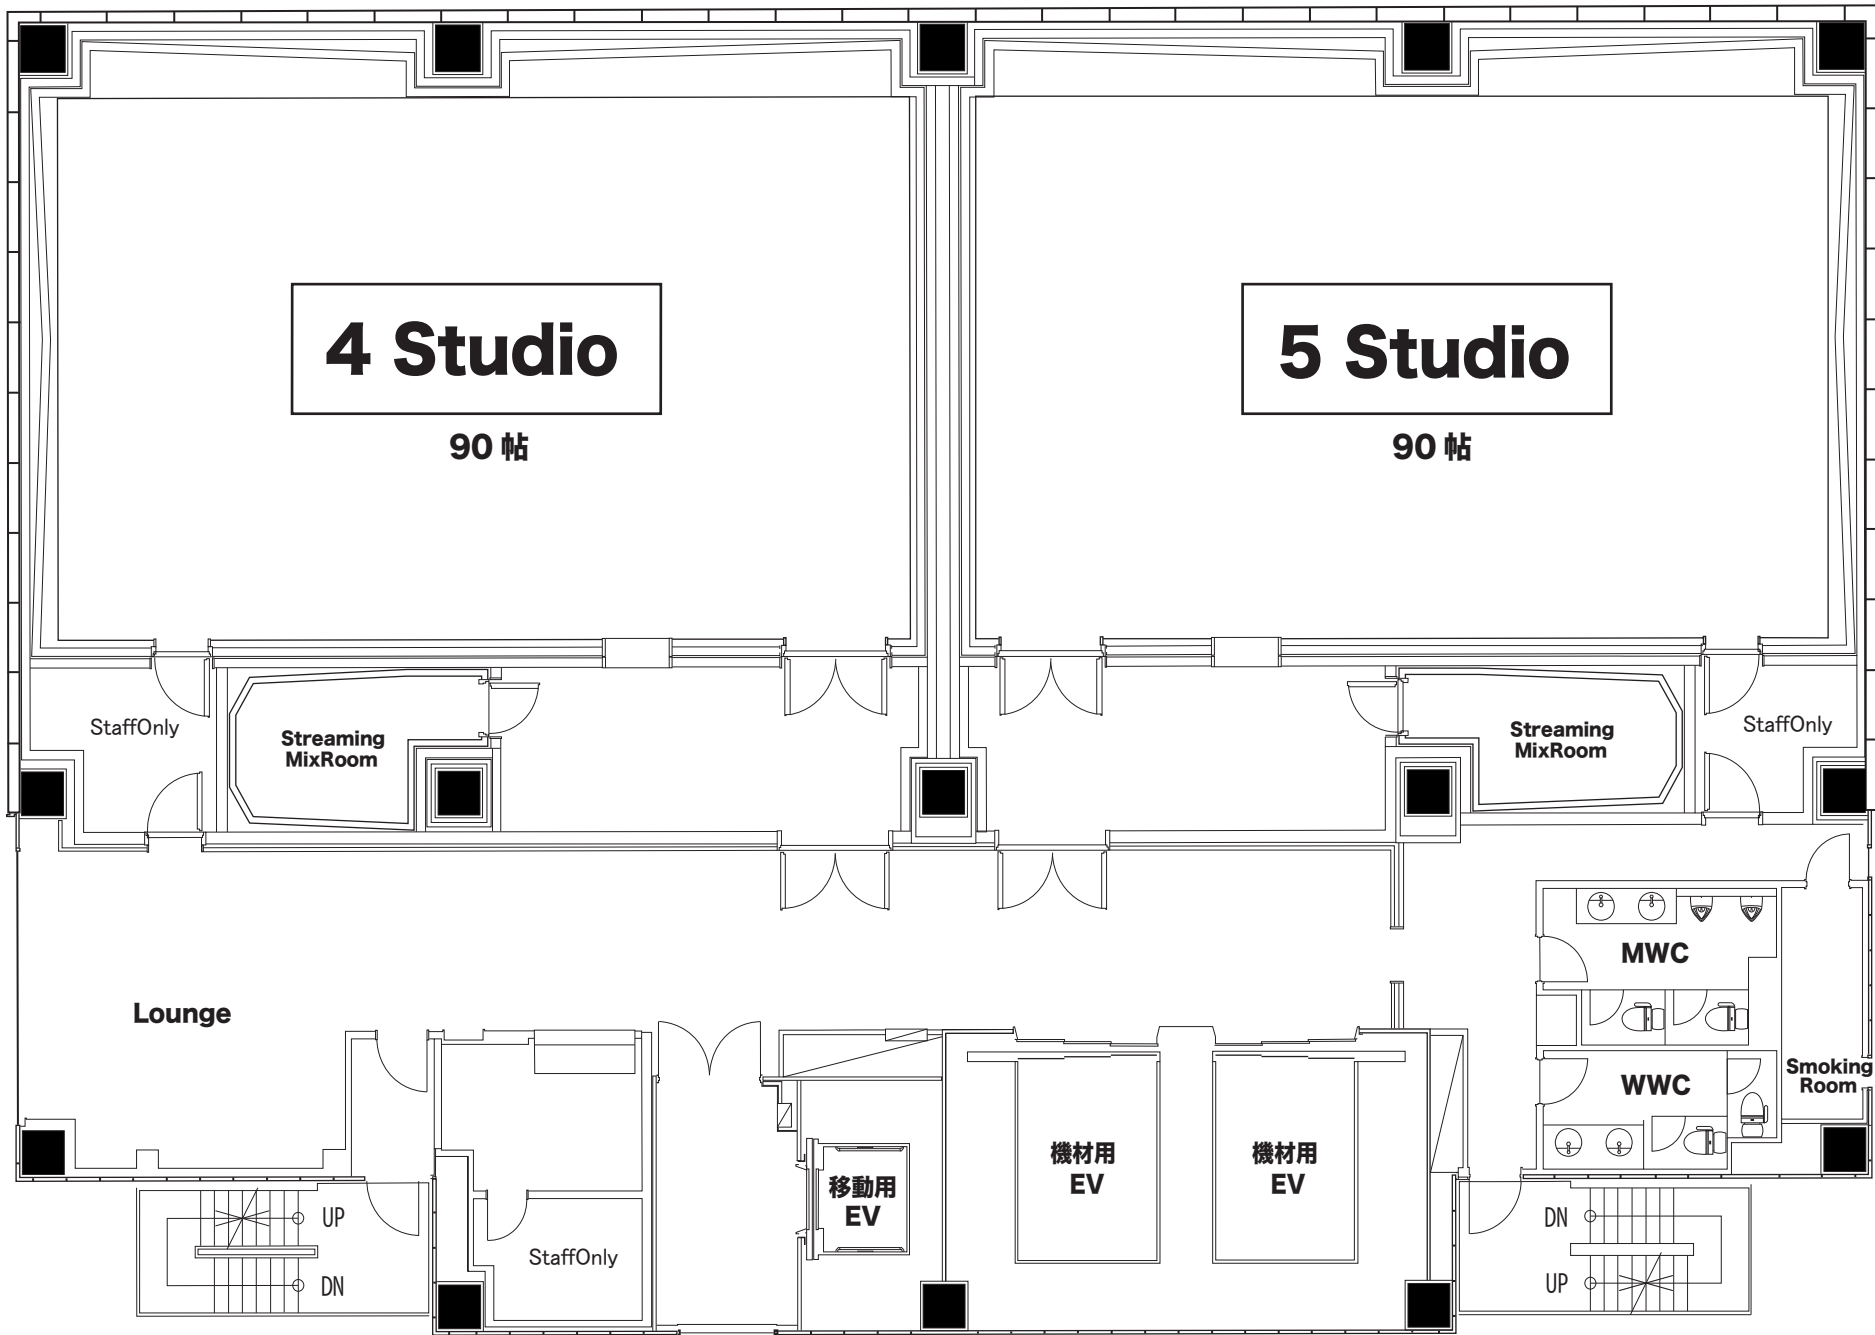 4 Studio
90 帖
5 Studio
90 帖
StaffOnly
Streaming
MixRoom
Streaming
MixRoom
StaffOnly
Lounge
MWC
WWC
Smoking
Room
機材用
EV
機材用
EV
移動用
EV
UP
DN
StaffOnly
DN
UP